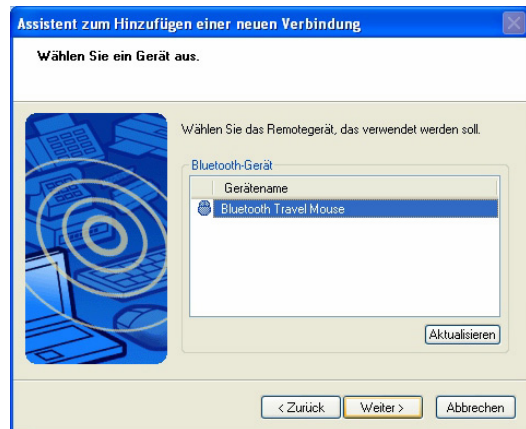 Assistent zum Hinzufügen einer neuen Verbindung
Wählen Sie ein Gerät aus.
Wählen Sie das Remotegerät, das verwendet werden soll.
Bluetooth-Gerät
Gerätename
Bluetooth Travel Mouse
Aktualisieren
< Zurück
Weiter >
Abbrechen